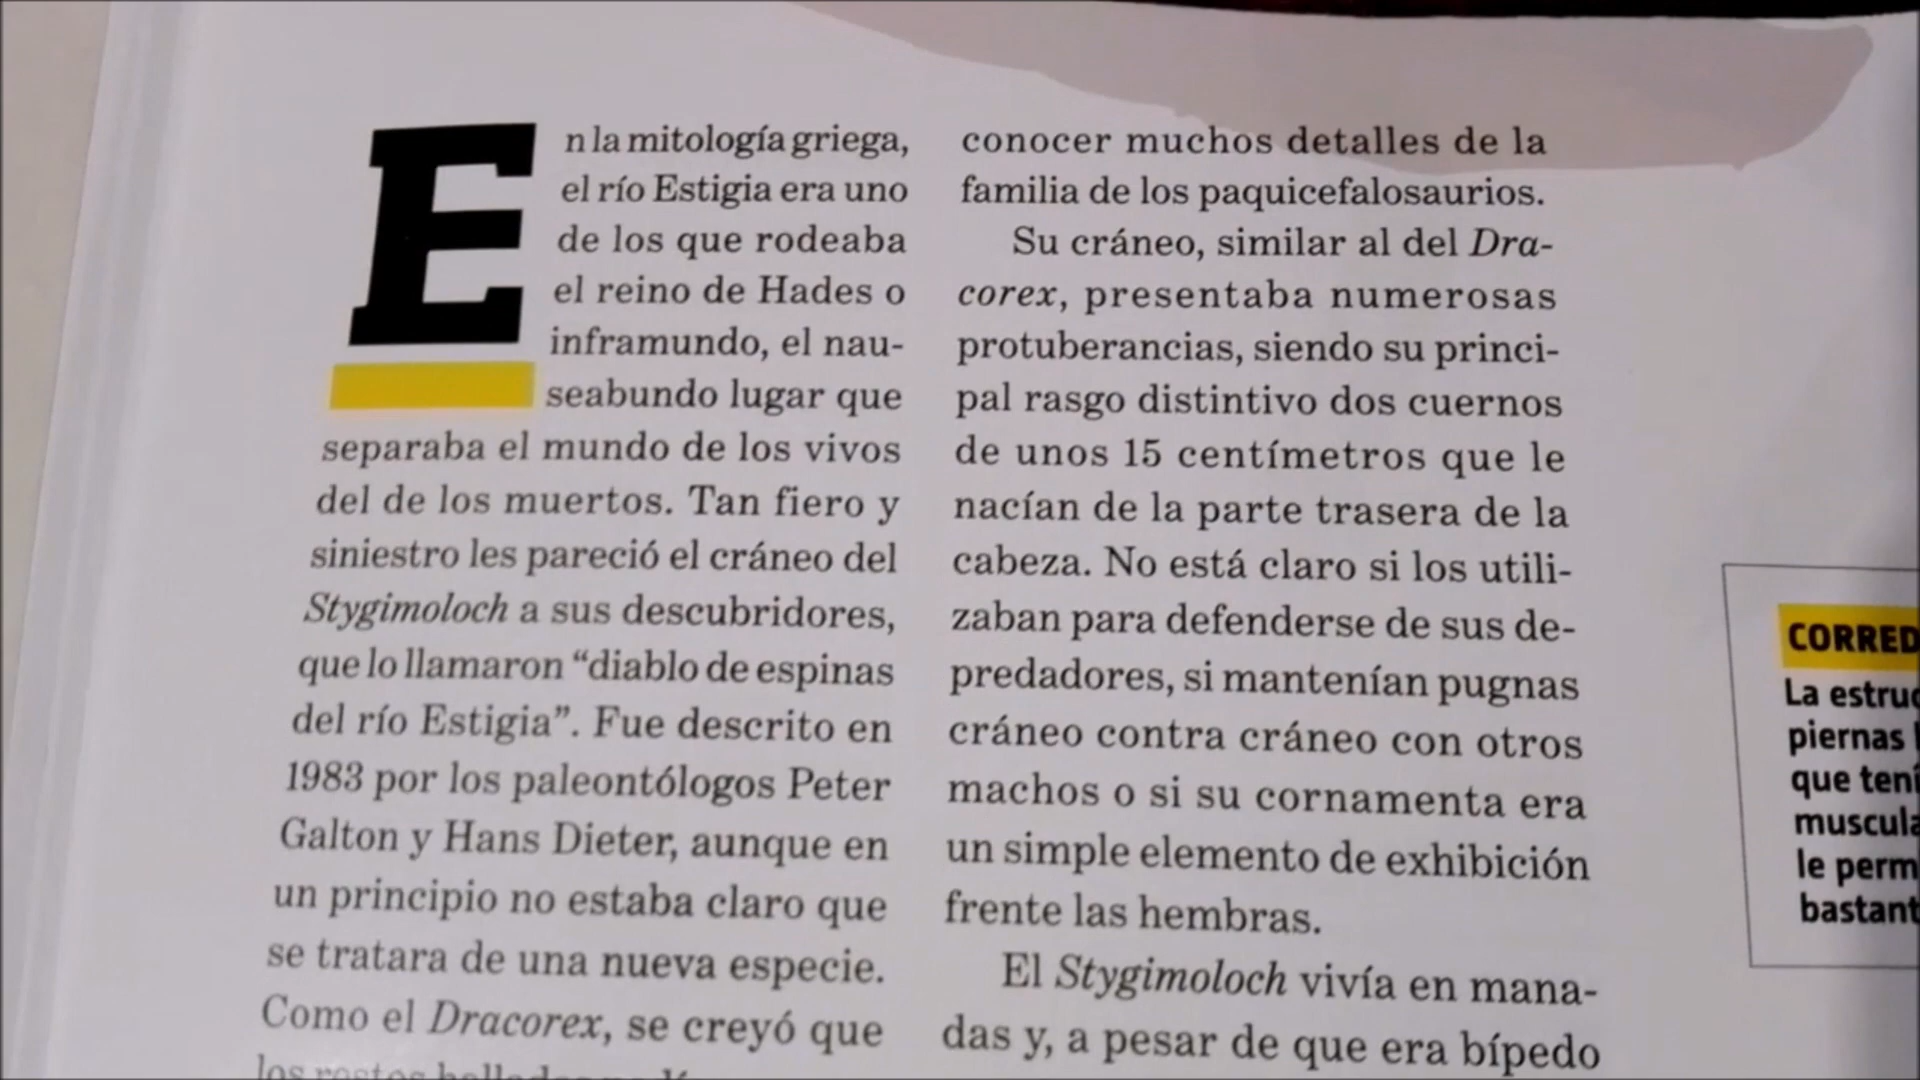 En la mitología griega,
el río Estigia era uno
de los que rodeaba
el reino de Hades o
inframundo, el nau-
seabundo lugar que
separaba el mundo de los vivos
del de los muertos. Tan fiero y
siniestro les pareció el cráneo del
Stygimoloch a sus descubridores,
que lo llamaron “diablo de espinas
del río Estigia”. Fue descrito en
1983 por los paleontólogos Peter
Galton y Hans Dieter, aunque en
un principio no estaba claro que
se tratara de una nueva especie.
Como el Dracorex, se creyó que
los restos
conocer muchos detalles de la
familia de los paquicefalosaurios.
Su cráneo, similar al del Dra-
corex, presentaba numerosas
protuberancias, siendo su princi-
pal rasgo distintivo dos cuernos
de unos 15 centímetros que le
nacían de la parte trasera de la
cabeza. No está claro si los utili-
zaban para defenderse de sus de-
predadores, si mantenían pugnas
cráneo contra cráneo con otros
machos o si su cornamenta era
un simple elemento de exhibición
frente las hembras.
El Stygimoloch vivía en mana-
das y, a pesar de que era bípedo
CORRED
La estruc
piernas
que tení
muscula
le perm
bastant